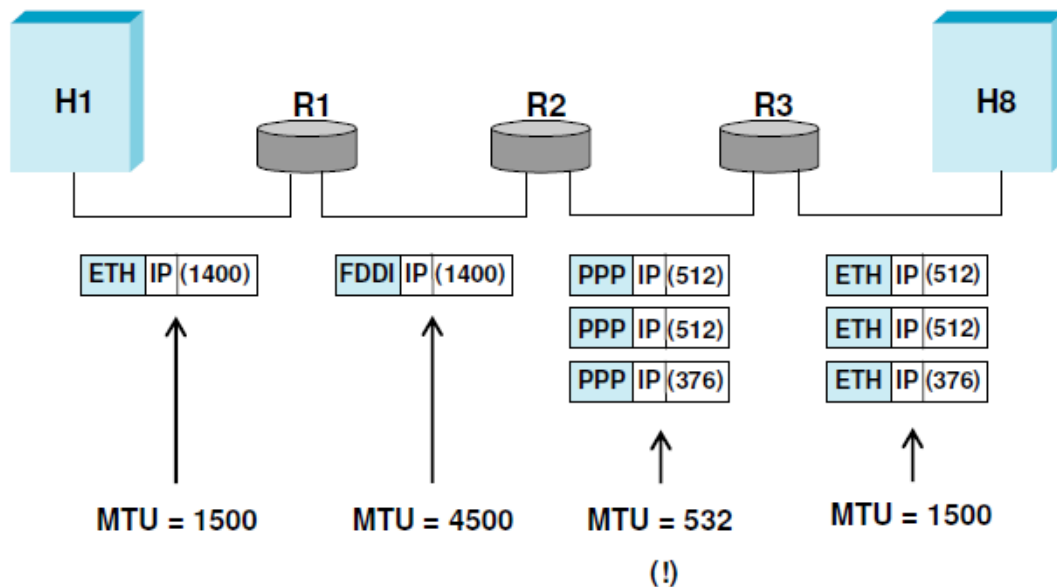 H1 R1 R2 R3 H8
ETH IP (1400) FDDI IP (1400) PPP IP (512) ETH IP (512)
PPP IP (512) ETH IP (512)
PPP IP (376) ETH IP (376)
MTU = 1500 MTU = 4500 MTU = 532 MTU = 1500
(!)